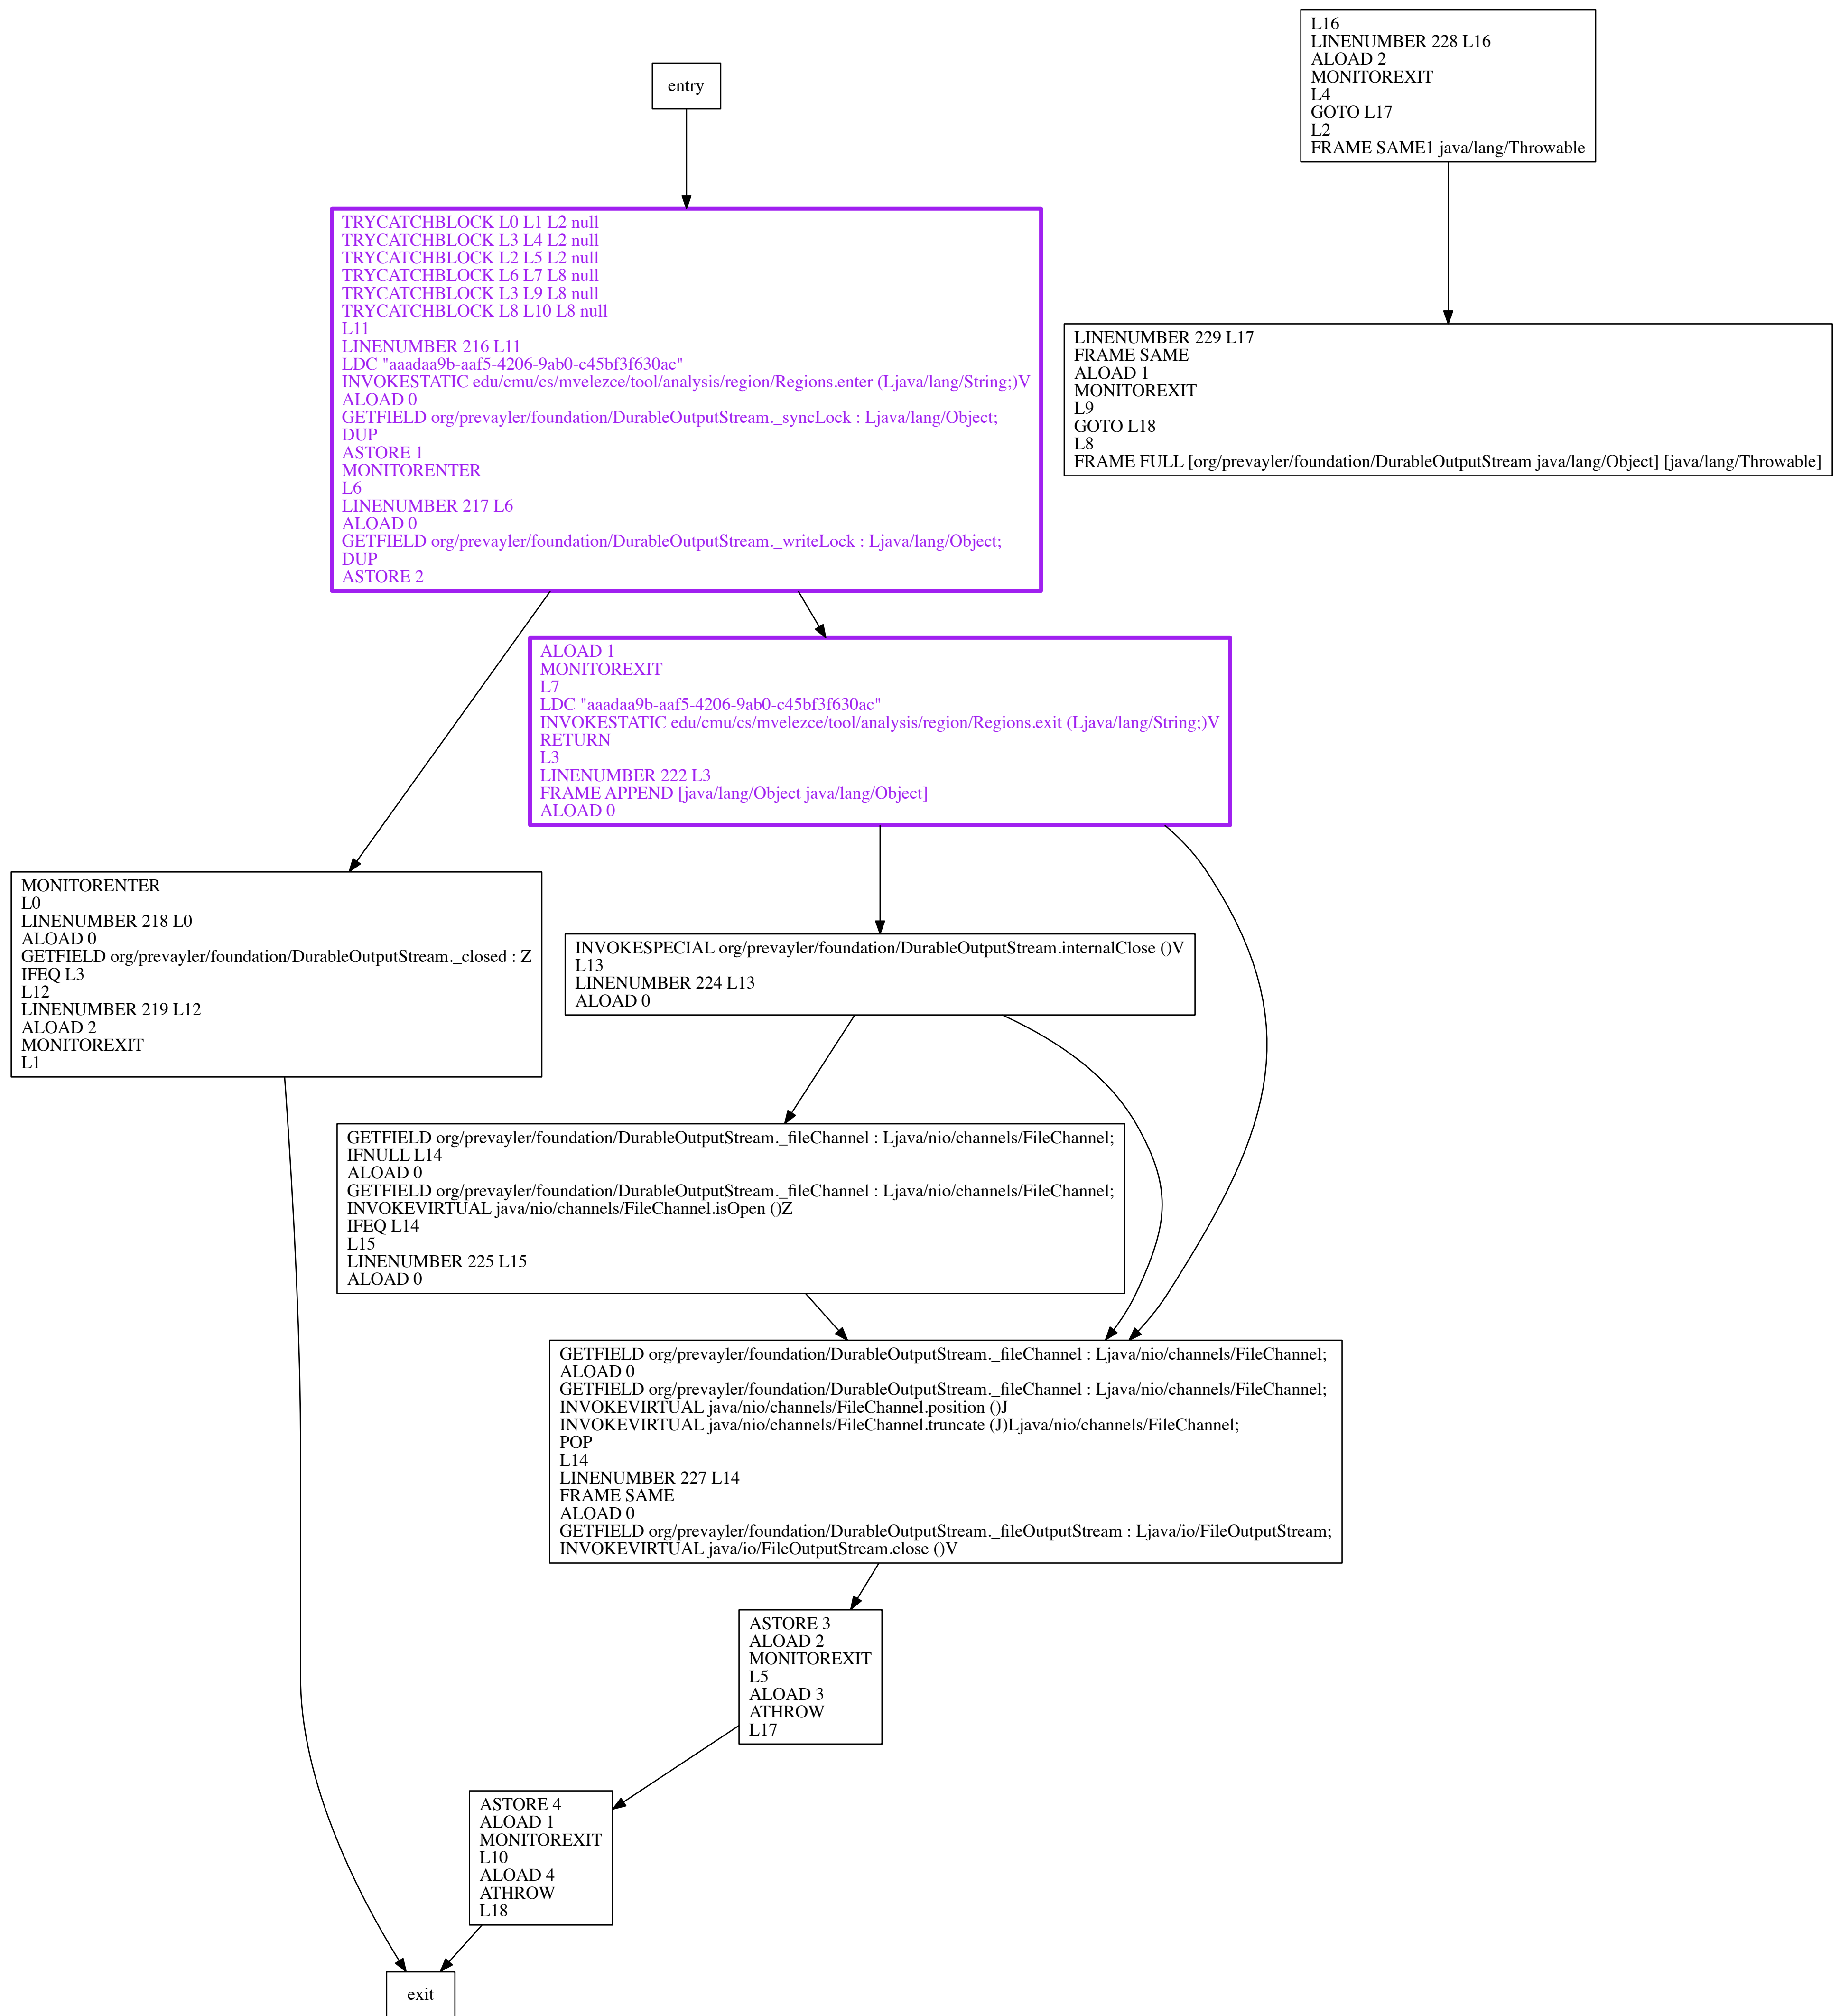 entry
L16
LINENUMBER 228 L16
ALOAD 2
MONITOREXIT
L4
GOTO L17
L2
FRAME SAME1 java/lang/Throwable
TRYCATCHBLOCK L0 L1 L2 null
TRYCATCHBLOCK L3 L4 L2 null
TRYCATCHBLOCK L2 L5 L2 null
TRYCATCHBLOCK L6 L7 L8 null
TRYCATCHBLOCK L3 L9 L8 null
TRYCATCHBLOCK L8 L10 L8 null
L11
LINENUMBER 216 L11
LDC "aaadaa9b-aaf5-4206-9ab0-c45bf3f630ac"
INVOKESTATIC edu/cmu/cs/mvelezce/tool/analysis/region/Regions.enter (Ljava/lang/String;)V
ALOAD 0
GETFIELD org/prevayler/foundation/DurableOutputStream._syncLock : Ljava/lang/Object;
DUP
ASTORE 1
MONITORENTER
L6
LINENUMBER 217 L6
ALOAD 0
GETFIELD org/prevayler/foundation/DurableOutputStream._writeLock : Ljava/lang/Object;
DUP
ASTORE 2
LINENUMBER 229 L17
FRAME SAME
ALOAD 1
MONITOREXIT
L9
GOTO L18
L8
FRAME FULL [org/prevayler/foundation/DurableOutputStream java/lang/Object] [java/lang/Throwable]
ALOAD 1
MONITOREXIT
L7
LDC "aaadaa9b-aaf5-4206-9ab0-c45bf3f630ac"
INVOKESTATIC edu/cmu/cs/mvelezce/tool/analysis/region/Regions.exit (Ljava/lang/String;)V
RETURN
L3
LINENUMBER 222 L3
FRAME APPEND [java/lang/Object java/lang/Object]
ALOAD 0
MONITORENTER
L0
LINENUMBER 218 L0
ALOAD 0
GETFIELD org/prevayler/foundation/DurableOutputStream._closed : Z
IFEQ L3
L12
LINENUMBER 219 L12
ALOAD 2
MONITOREXIT
L1
INVOKESPECIAL org/prevayler/foundation/DurableOutputStream.internalClose ()V
L13
LINENUMBER 224 L13
ALOAD 0
GETFIELD org/prevayler/foundation/DurableOutputStream._fileChannel : Ljava/nio/channels/FileChannel;
IFNULL L14
ALOAD 0
GETFIELD org/prevayler/foundation/DurableOutputStream._fileChannel : Ljava/nio/channels/FileChannel;
INVOKEVIRTUAL java/nio/channels/FileChannel.isOpen ()Z
IFEQ L14
L15
LINENUMBER 225 L15
ALOAD 0
GETFIELD org/prevayler/foundation/DurableOutputStream._fileChannel : Ljava/nio/channels/FileChannel;
ALOAD 0
GETFIELD org/prevayler/foundation/DurableOutputStream._fileChannel : Ljava/nio/channels/FileChannel;
INVOKEVIRTUAL java/nio/channels/FileChannel.position ()J
INVOKEVIRTUAL java/nio/channels/FileChannel.truncate (J)Ljava/nio/channels/FileChannel;
POP
L14
LINENUMBER 227 L14
FRAME SAME
ALOAD 0
GETFIELD org/prevayler/foundation/DurableOutputStream._fileOutputStream : Ljava/io/FileOutputStream;
INVOKEVIRTUAL java/io/FileOutputStream.close ()V
ASTORE 3
ALOAD 2
MONITOREXIT
L5
ALOAD 3
ATHROW
L17
ASTORE 4
ALOAD 1
MONITOREXIT
L10
ALOAD 4
ATHROW
L18
exit